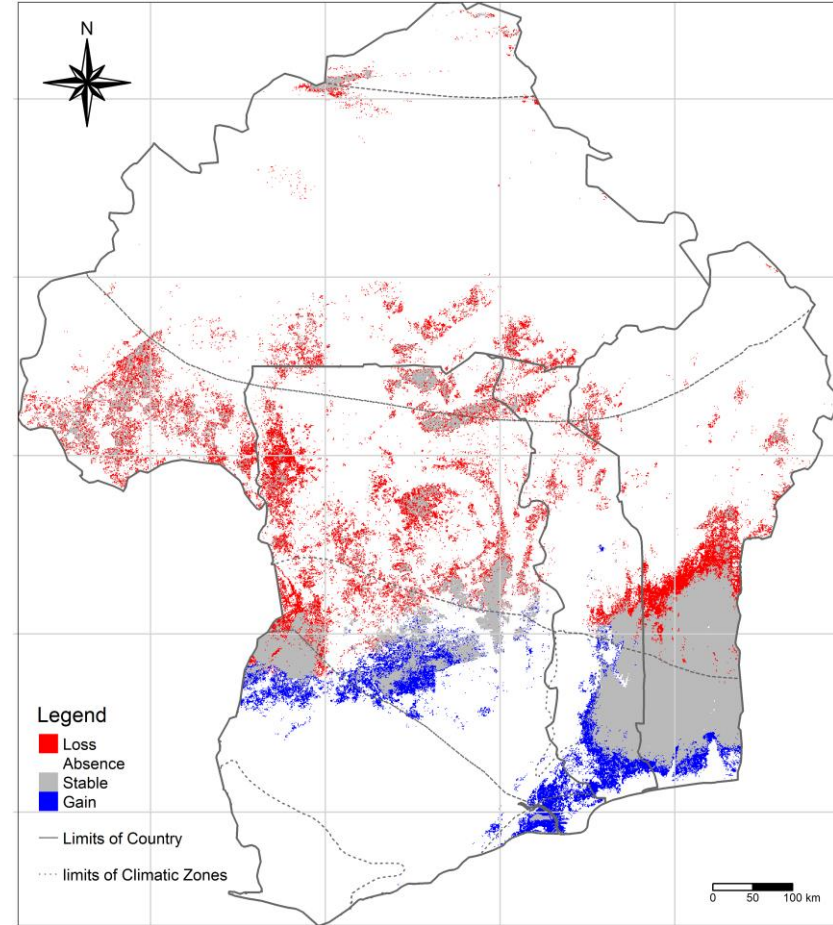 N
Legend
Loss
Absence
Stable
Gain
Limits of Country
limits of Climatic Zones
0 50 100 km